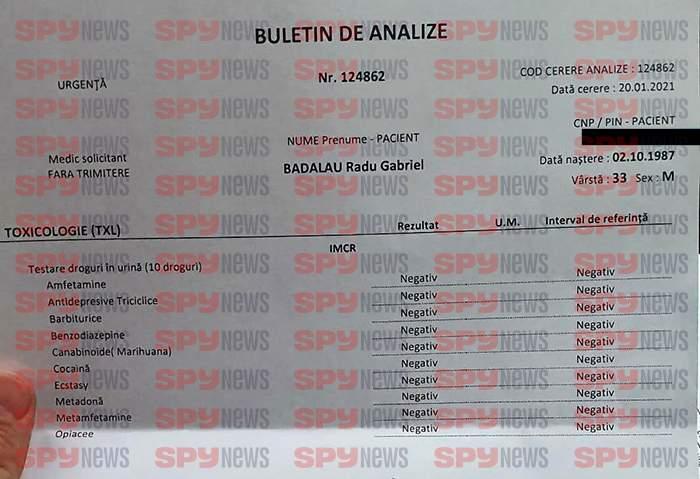 BULETIN DE ANALIZE
URGENȚĂ
Nr. 124862
COD CERERE ANALIZE : 124862
Dată cerere : 20.01.2021
CNP / PIN - PACIENT
NUME Prenume - PACIENT
Medic solicitant
FARA TRIMITERE
BADALAU Radu Gabriel
Dată naștere : 02.10.1987
Vârstă : 33 Sex : M
TOXICOLOGIE (TXL) Rezultat U.M. Interval de referință
IMCR
Testare droguri în urină (10 droguri)
Amfetamine Negativ Negativ
Antidepresive Triciclice Negativ Negativ
Barbiturice Negativ Negativ
Benzodiazepine Negativ Negativ
Canabinoide( Marihuana) Negativ Negativ
Cocaină Negativ Negativ
Ecstasy Negativ Negativ
Metadonă Negativ Negativ
Metamfetamine Negativ Negativ
Opiacee Negativ Negativ
SPYNEWS